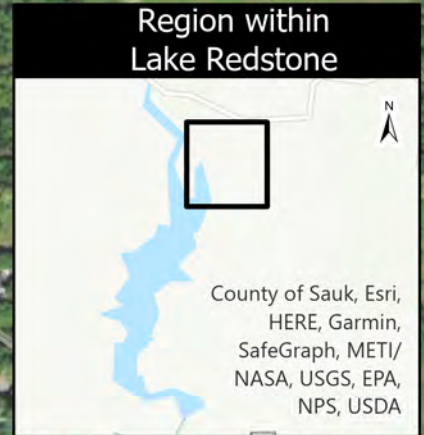 Region within
Lake Redstone
N
County of Sauk, Esri,
HERE, Garmin,
SafeGraph, METI/
NASA, USGS, EPA,
NPS, USDA